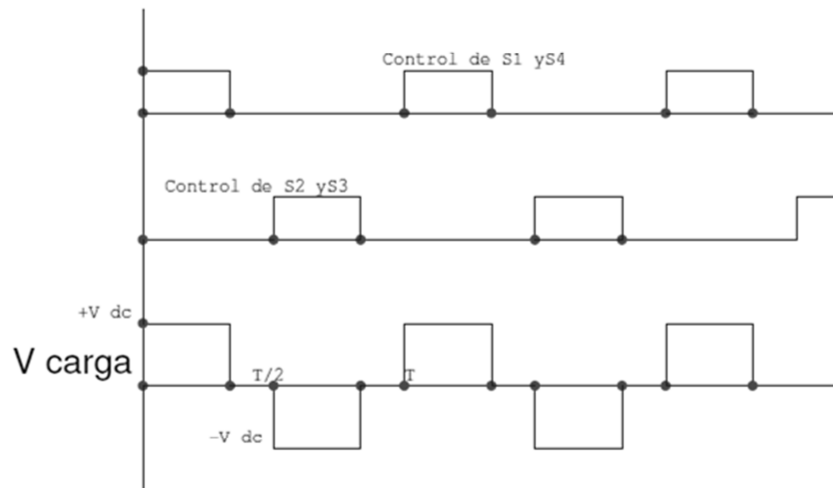 Control de S1 yS4
Control de S2 yS3
+V dc
V carga
T/2
T
-V dc